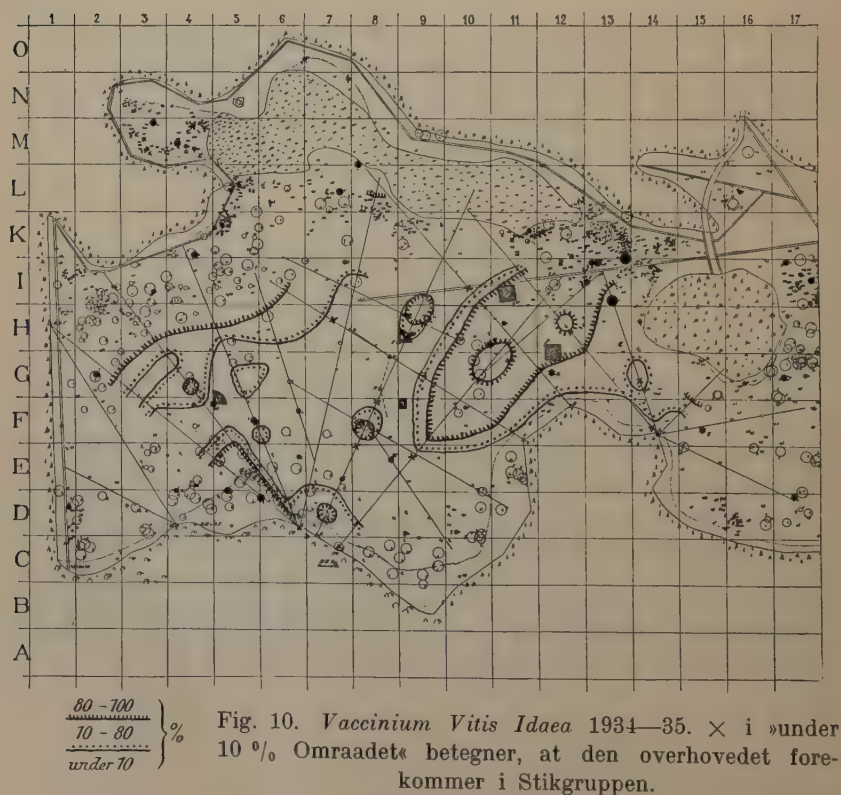 1 2 3 4 5 6 7 8 9 10 11 12 13 14 15 16 17
O
N
M
L
K
I
H
G
F
E
D
C
B
A
80 - 100
10 - 80
under 10
%
Fig. 10. Vaccinium Vitis Idaea 1934—35. × i »under
10 % Omraadet« betegner, at den overhovedet fore-
kommer i Stikgruppen.